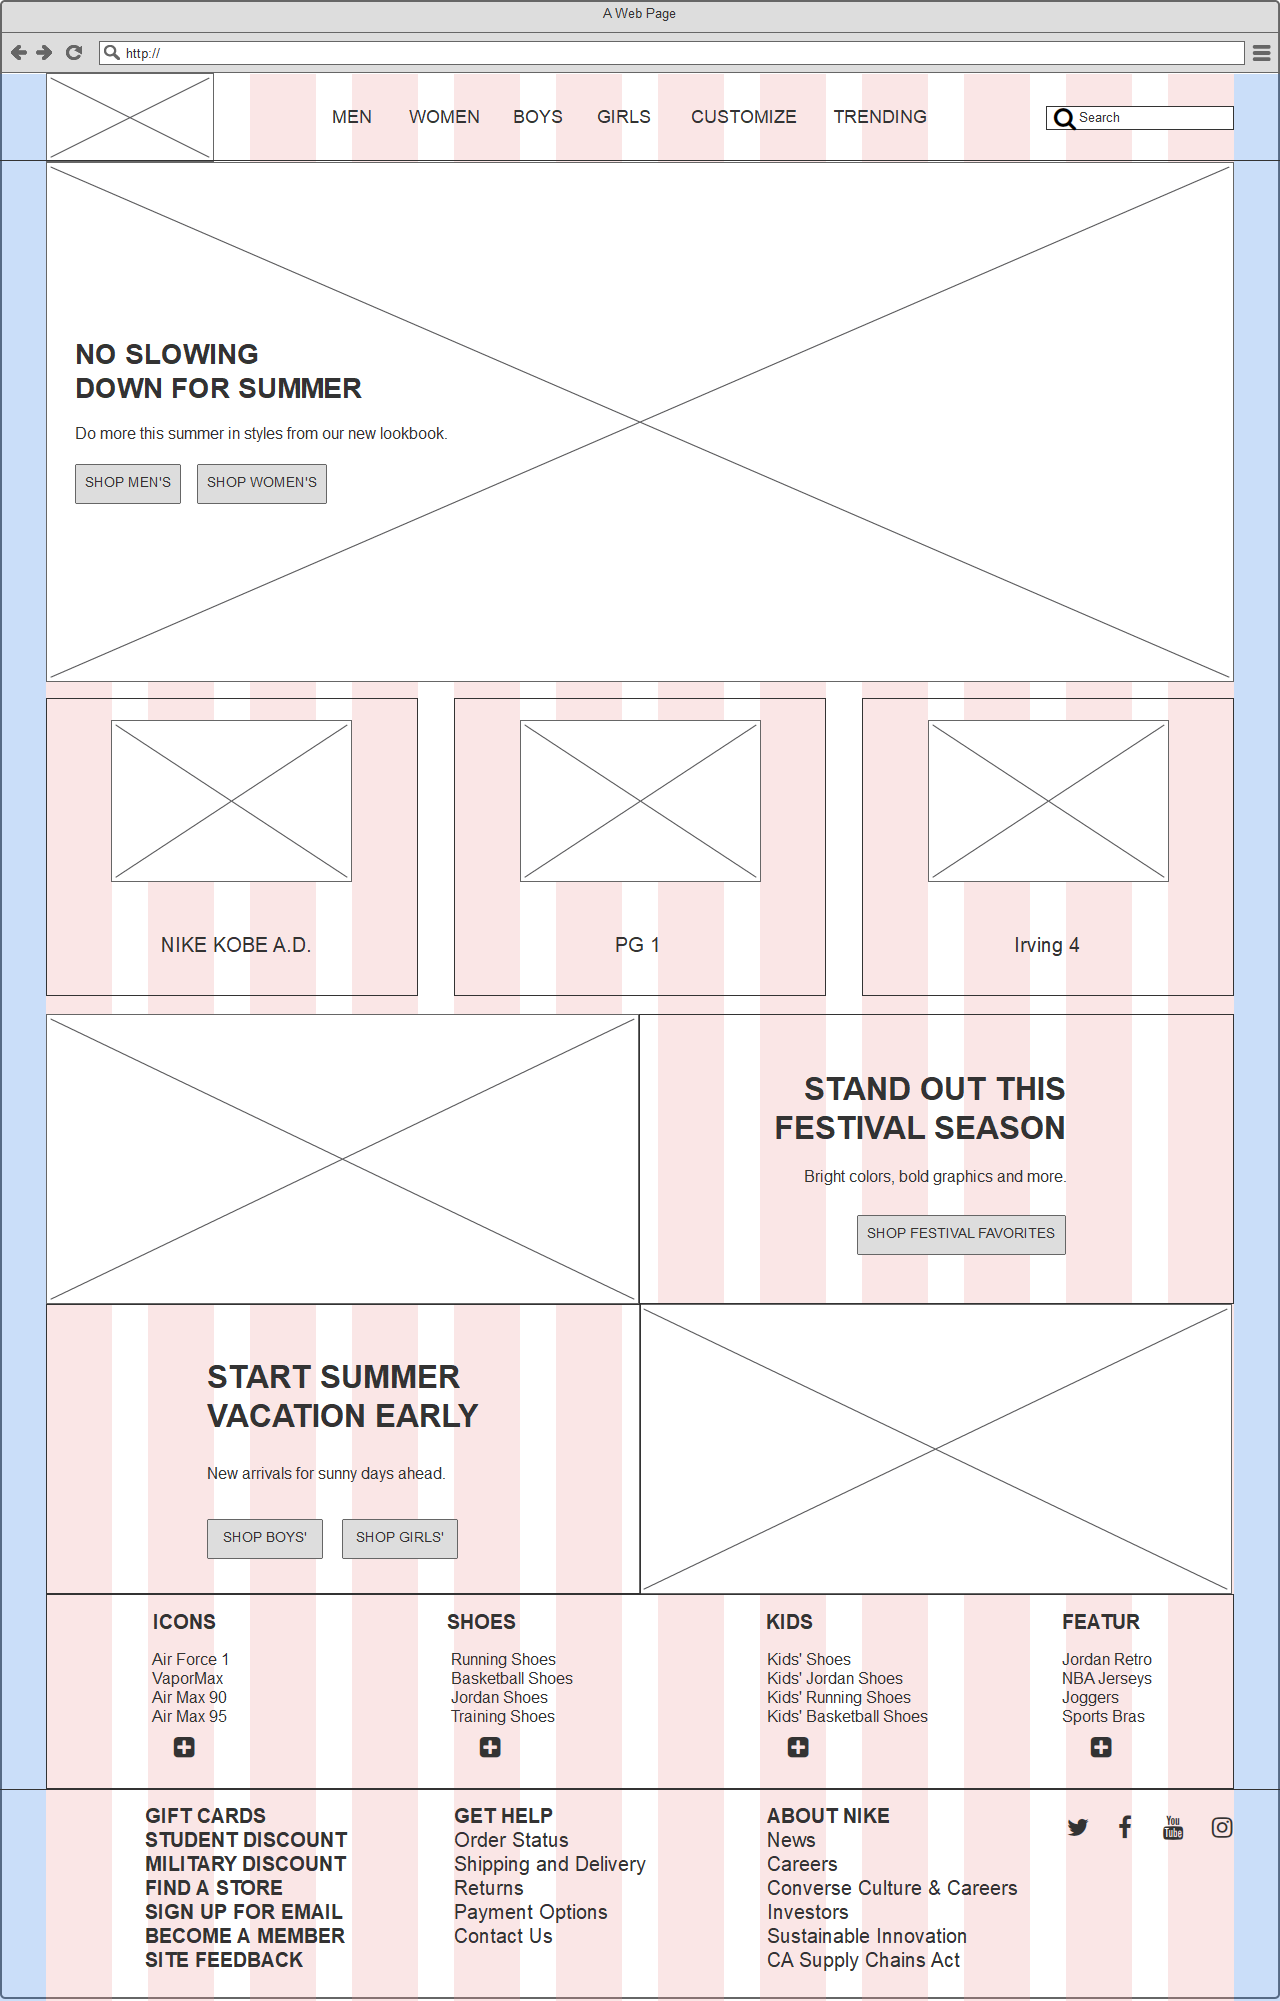 A Web Page
http://
MEN WOMEN BOYS GIRLS CUSTOMIZE TRENDING
Search
NO SLOWING
DOWN FOR SUMMER
Do more this summer in styles from our new lookbook.
SHOP MEN'S SHOP WOMEN'S
NIKE KOBE A.D.
PG 1
Irving 4
STAND OUT THIS
FESTIVAL SEASON
Bright colors, bold graphics and more.
SHOP FESTIVAL FAVORITES
START SUMMER
VACATION EARLY
New arrivals for sunny days ahead.
SHOP BOYS' SHOP GIRLS'
ICONS
Air Force 1
VaporMax
Air Max 90
Air Max 95
SHOES
Running Shoes
Basketball Shoes
Jordan Shoes
Training Shoes
KIDS
Kids' Shoes
Kids' Jordan Shoes
Kids' Running Shoes
Kids' Basketball Shoes
FEATUR
Jordan Retro
NBA Jerseys
Joggers
Sports Bras
GIFT CARDS
STUDENT DISCOUNT
MILITARY DISCOUNT
FIND A STORE
SIGN UP FOR EMAIL
BECOME A MEMBER
SITE FEEDBACK
GET HELP
Order Status
Shipping and Delivery
Returns
Payment Options
Contact Us
ABOUT NIKE
News
Careers
Converse Culture & Careers
Investors
Sustainable Innovation
CA Supply Chains Act
You
Tube